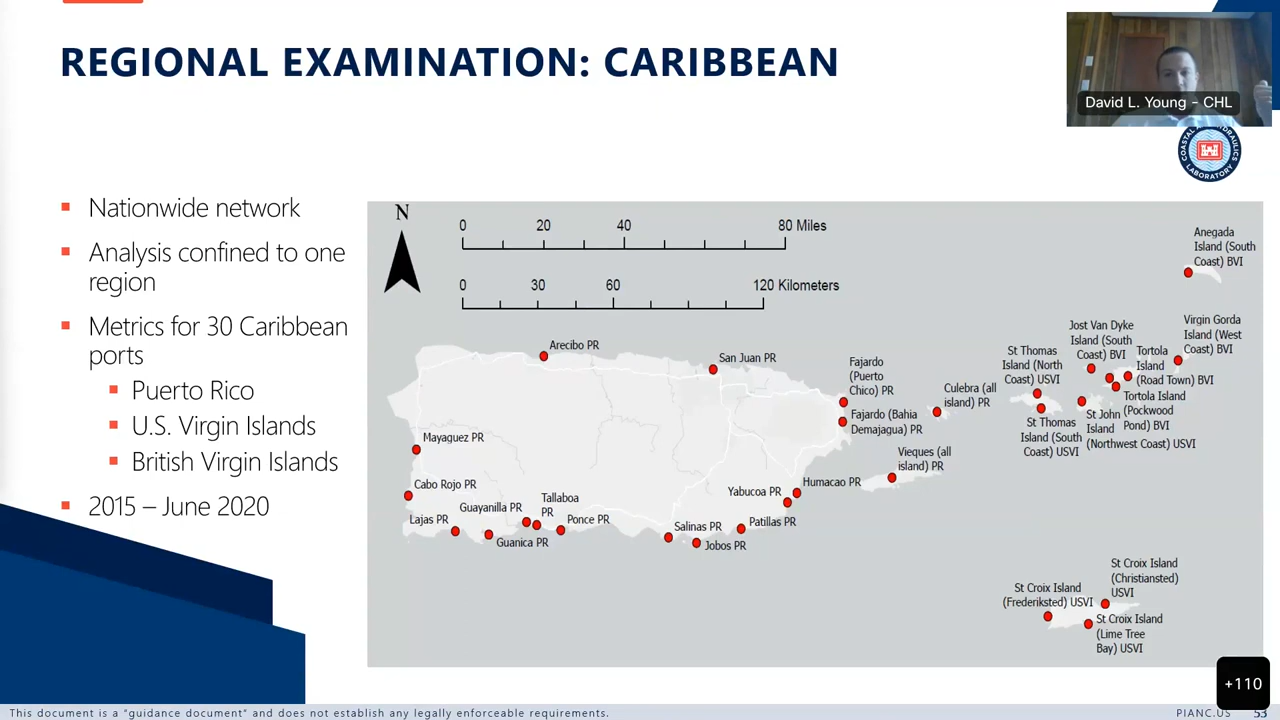 REGIONAL EXAMINATION: CARIBBEAN
David L. Young - CHL
COASTAL AND HYDRAULICS LABORATORY
▪ Nationwide network
▪ Analysis confined to one
region
▪ Metrics for 30 Caribbean
ports
▪ Puerto Rico
▪ U.S. Virgin Islands
▪ British Virgin Islands
▪ 2015 – June 2020
N
0 20 40 80 Miles
0 30 60 120 Kilometers
Anegada
Island (South
Coast) BVI
Arecibo PR
San Juan PR
Fajardo
(Puerto
Chico) PR
Fajardo (Bahia
Demajagua) PR
Culebra (all
island) PR
Vieques (all
island) PR
St Thomas
Island (North
Coast) USVI
St Thomas
Island (South
Coast) USVI
Jost Van Dyke
Island (South
Coast) BVI
Virgin Gorda
Island (West
Coast) BVI
Tortola
Island
(Road Town) BVI
Tortola Island
(Pockwood
Pond) BVI
St John
Island
(Northwest Coast) USVI
Mayaguez PR
Cabo Rojo PR
Lajas PR
Guayanilla PR
Guanica PR
Tallaboa
PR
Ponce PR
Salinas PR
Jobos PR
Patillas PR
Yabucoa PR
Humacao PR
St Croix Island
(Frederiksted) USVI
St Croix Island
(Christiansted)
USVI
St Croix Island
(Lime Tree
Bay) USVI
+110
This document is a "guidance document" and does not establish any legally enforceable requirements.
PIANC.US 53